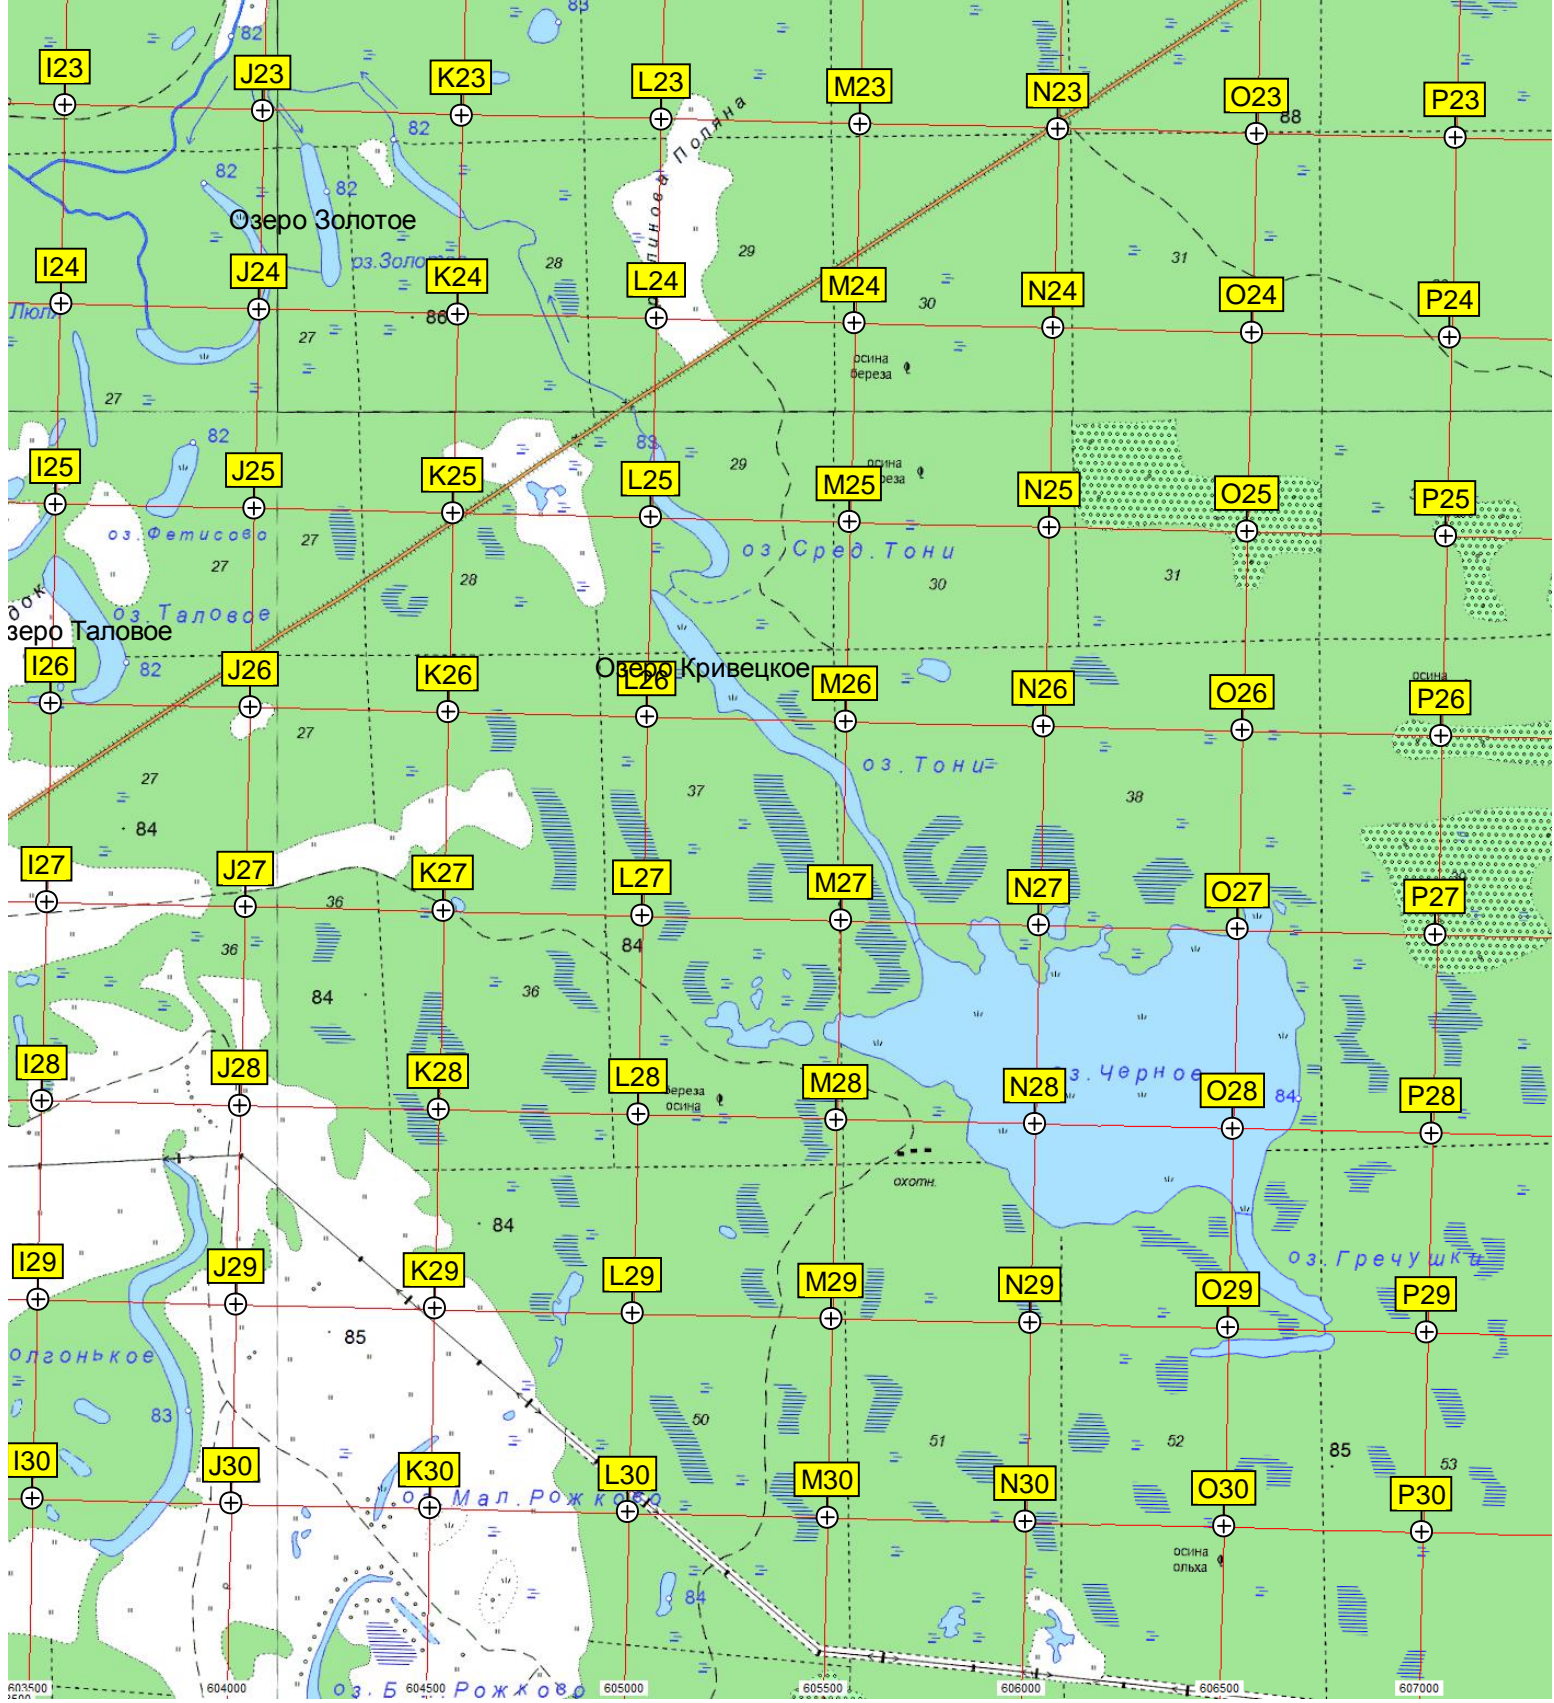 83
82
I23
J23
K23
L23
M23
N23
O23
P23
88
82
Поляна
82
82
Озеро Золотое
I24
J24
K24
L24
M24
N24
O24
P24
28
29
31
30
27
86
осина
береза
27
82
83
29
осина
I25
J25
K25
L25
M25
N25
O25
P25
оз.Фетисово
27
27
28
оз Сред.Тони
30
31
оз.Таловое
зеро Таловое
82
Озеро Кривецкое
I26
J26
K26
L26
M26
N26
O26
P26
осина
27
оз.Тони
27
37
38
84
I27
J27
K27
L27
M27
N27
O27
P27
36
36
84
84
36
I28
J28
K28
L28
M28
N28
O28
P28
з.Черное
84
береза
осина
охотн.
84
I29
J29
K29
L29
M29
N29
O29
P29
оз.Гречушки
85
олгонькое
83
50
51
52
85
53
I30
J30
K30
L30
M30
N30
O30
P30
Мал.Рожково
осина
ольха
84
оз.Б
Рожково
603500
604000
604500
605000
605500
606000
606500
607000